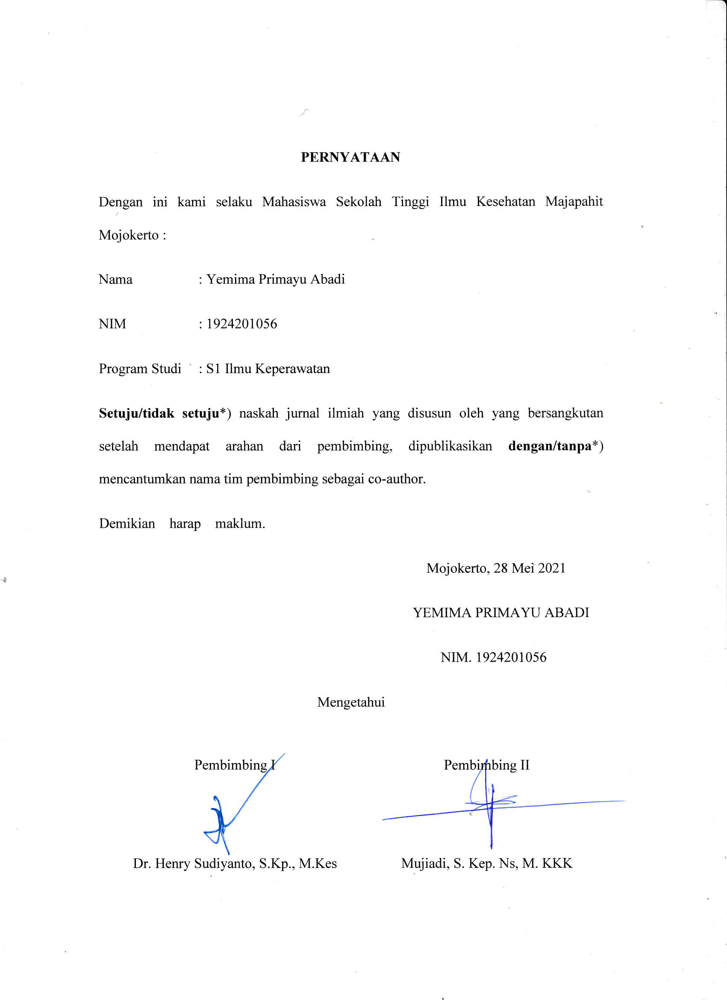 PERNYATAAN
Dengan ini kami selaku Mahasiswa Sekolah Tinggi Ilmu Kesehatan Majapahit
Mojokerto :
Nama : Yemima Primayu Abadi
NIM : 1924201056
Program Studi : S1 Ilmu Keperawatan
Setuju/tidak setuju*) naskah jurnal ilmiah yang disusun oleh yang bersangkutan
setelah mendapat arahan dari pembimbing, dipublikasikan dengan/tanpa*)
mencantumkan nama tim pembimbing sebagai co-author.
Demikian harap maklum.
Mojokerto, 28 Mei 2021
YEMIMA PRIMAYU ABADI
NIM. 1924201056
Mengetahui
Pembimbing I Pembimbing II
Dr. Henry Sudiyanto, S.Kp., M.Kes Mujiadi, S. Kep. Ns, M. KKK